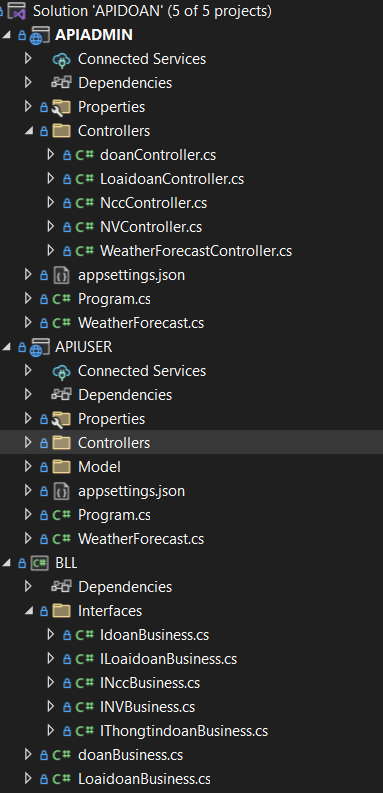 Solution 'APIDOAN' (5 of 5 projects)
APIADMIN
Connected Services
Dependencies
Properties
Controllers
C# doanController.cs
C# LoaidoanController.cs
C# NccController.cs
C# NVController.cs
C# WeatherForecastController.cs
appsettings.json
C# Program.cs
C# WeatherForecast.cs
APIUSER
Connected Services
Dependencies
Properties
Controllers
Model
appsettings.json
C# Program.cs
C# WeatherForecast.cs
C# BLL
Dependencies
Interfaces
C# IdoanBusiness.cs
C# ILoaidoanBusiness.cs
C# INccBusiness.cs
C# INVBusiness.cs
C# IThongtindoanBusiness.cs
C# doanBusiness.cs
C# LoaidoanBusiness.cs